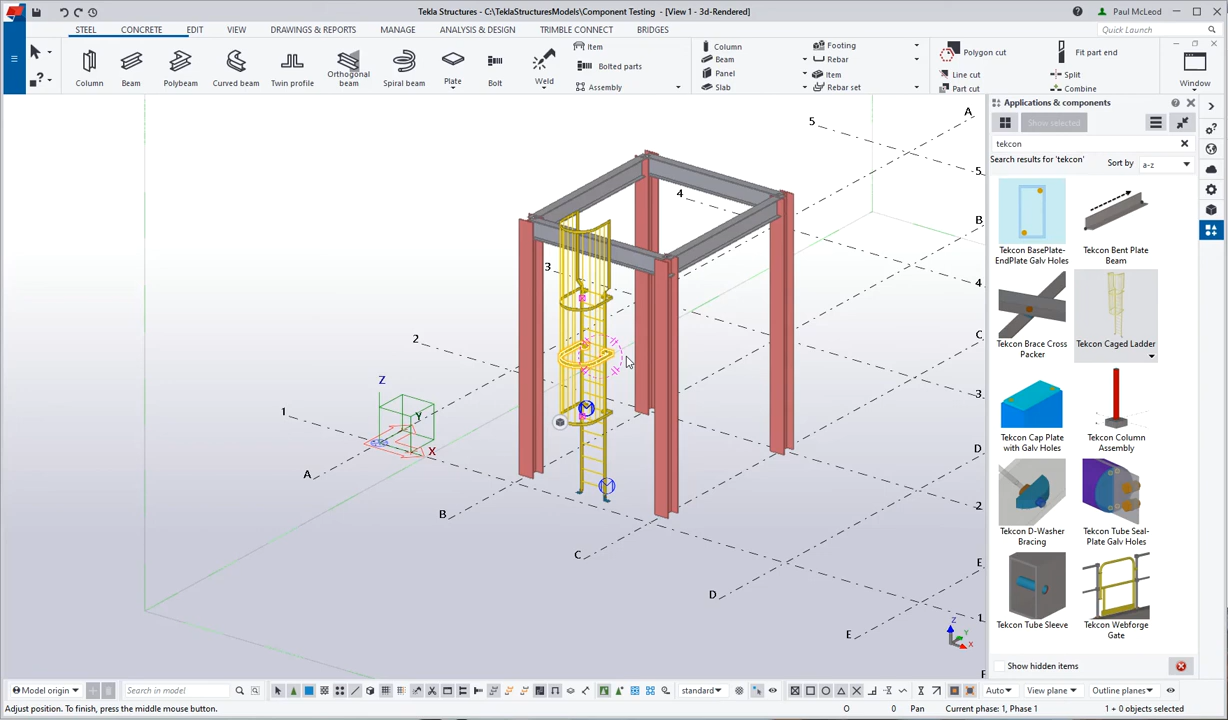 Tekla Structures - C:\TeklaStructuresModels\Component Testing - [View 1 - 3d-Rendered]
Paul McLeod
STEEL CONCRETE EDIT VIEW DRAWINGS & REPORTS MANAGE ANALYSIS & DESIGN TRIMBLE CONNECT BRIDGES
Quick Launch
Column Beam Polybeam Curved beam Twin profile Orthogonal beam Spiral beam Plate Bolt Weld
Item
Bolted parts
Assembly
Column
Beam
Panel
Slab
Footing
Rebar
Item
Rebar set
Polygon cut
Line cut
Part cut
Fit part end
Split
Combine
Window
Applications & components
Show selected
tekcon
Search results for 'tekcon'
Sort by a-z
Tekcon BasePlate-EndPlate Galv Holes
Tekcon Bent Plate Beam
Tekcon Brace Cross Packer
Tekcon Caged Ladder
Tekcon Cap Plate with Galv Holes
Tekcon Column Assembly
Tekcon D-Washer Bracing
Tekcon Tube Seal-Plate Galv Holes
Tekcon Tube Sleeve
Tekcon Webforge Gate
Show hidden items
5
A
5
4
B
3
4
2
C
Z
Y
X
1
3
A
D
B
2
C
E
D
1
E
Z
Y
X
F
Model origin
Search in model
standard
Auto
View plane
Outline planes
Adjust position. To finish, press the middle mouse button.
O 0 Pan Current phase: 1, Phase 1 1 + 0 objects selected